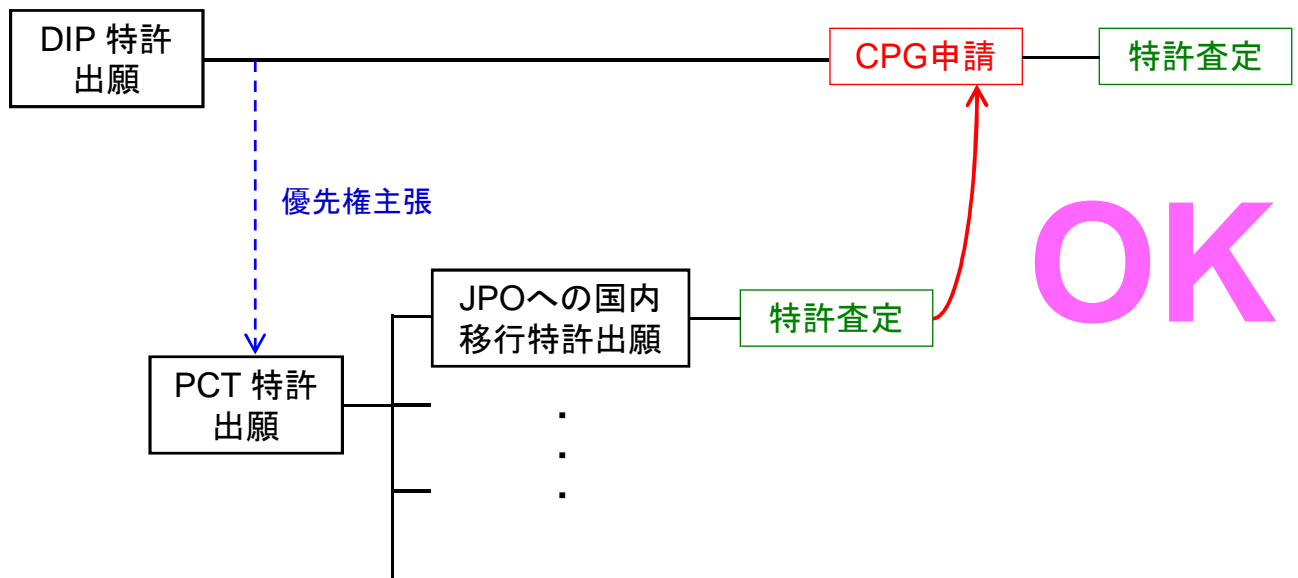 DIP 特許
出願
CPG申請
特許査定
優先権主張
OK
JPOへの国内
移行特許出願
特許査定
PCT 特許
出願
.
.
.